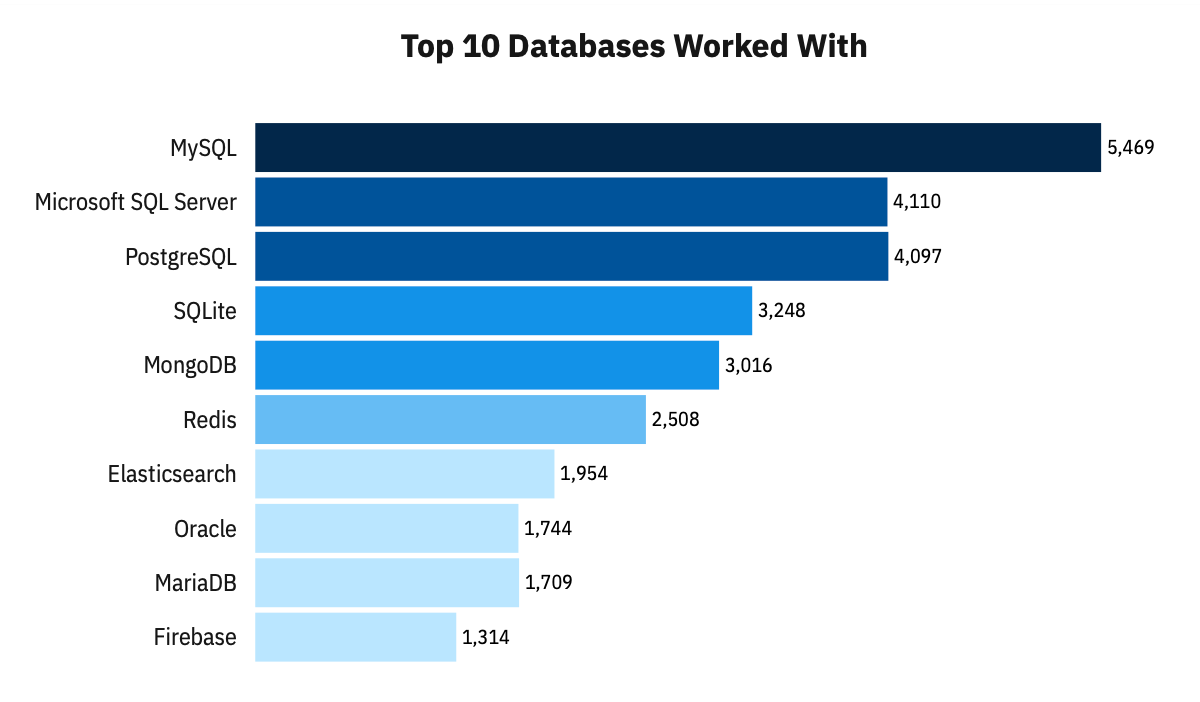 Top 10 Databases Worked With
MySQL 5,469
Microsoft SQL Server 4,110
PostgreSQL 4,097
SQLite 3,248
MongoDB 3,016
Redis 2,508
Elasticsearch 1,954
Oracle 1,744
MariaDB 1,709
Firebase 1,314